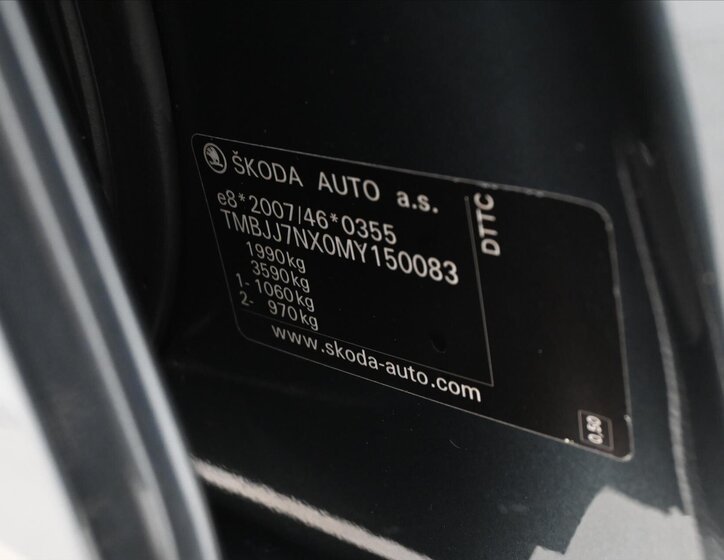 ŠKODA AUTO a.s.
e8*2007/46*0355
TMBJJ7NX0MY150083
1990kg
3590kg
1- 1060kg
2- 970kg
www.skoda-auto.com
DTTC
0.50